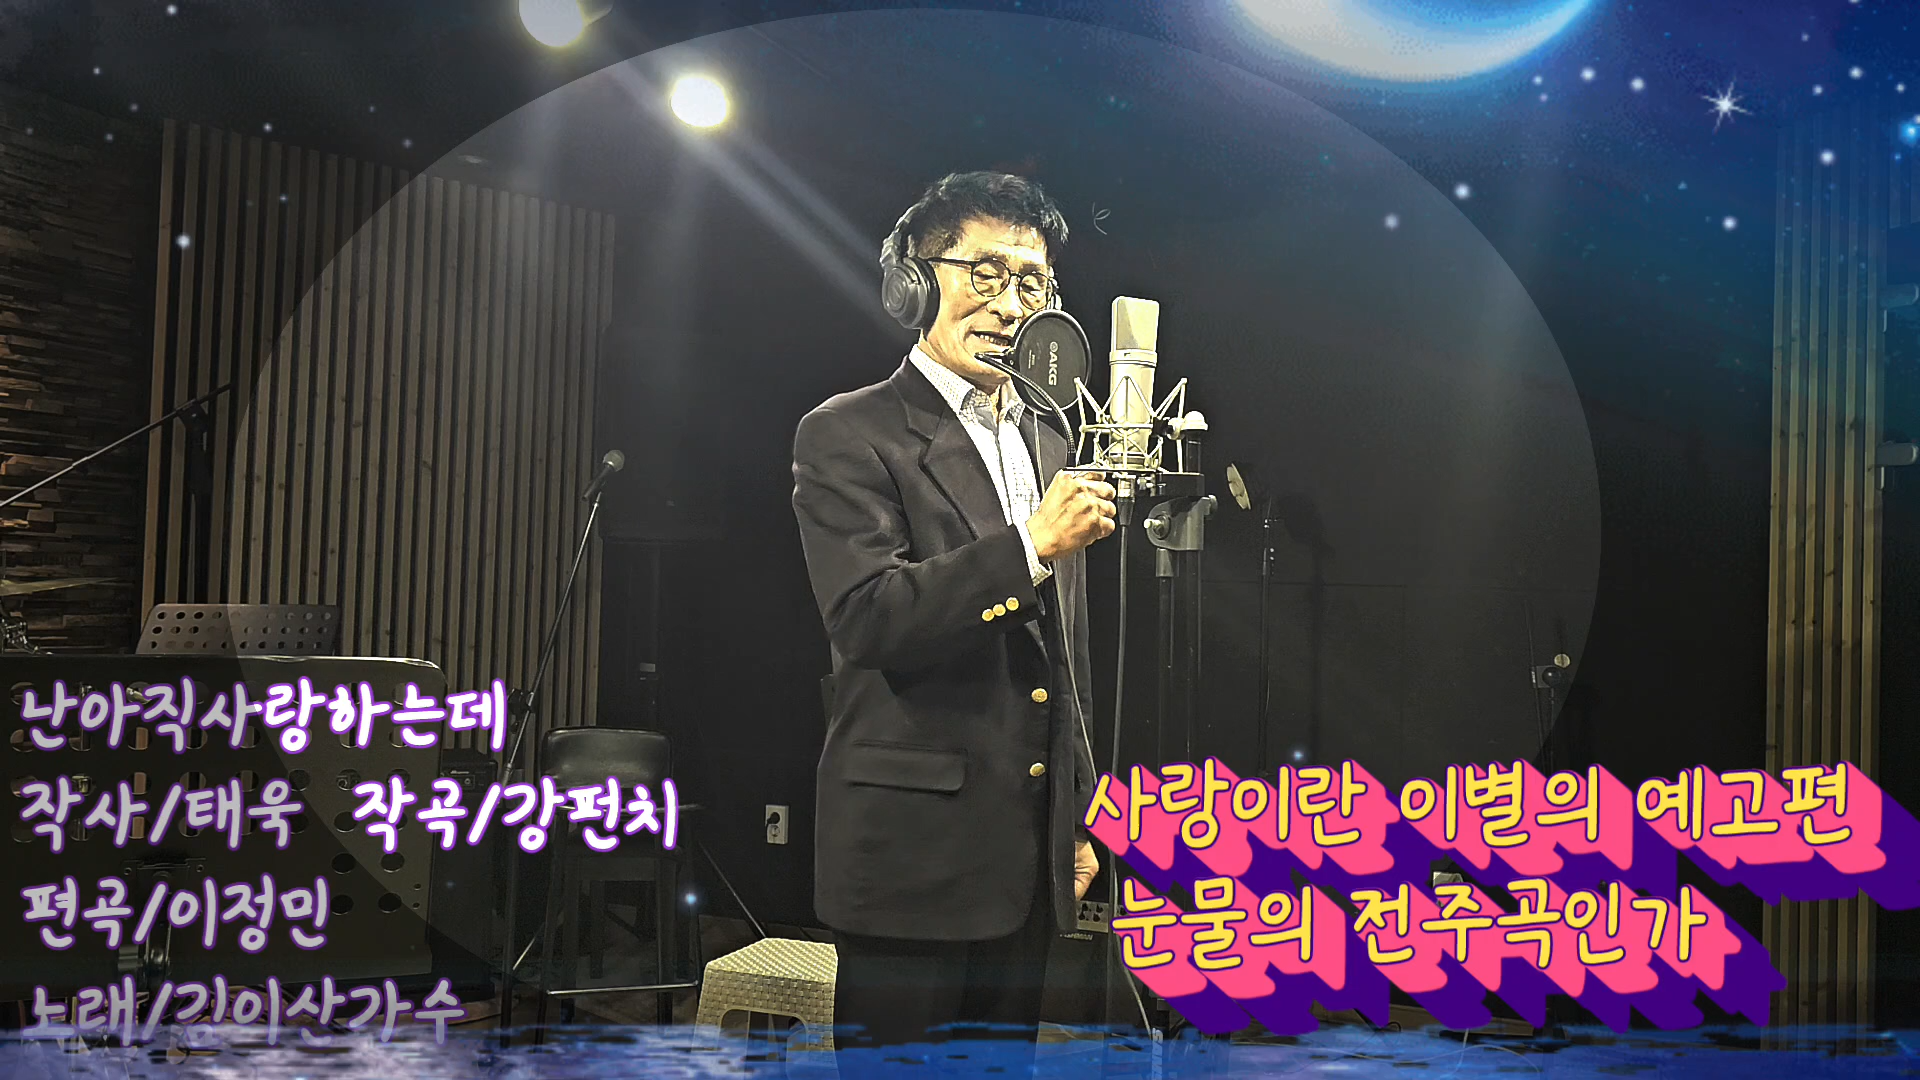 난아직사랑하는데
작사/태욱 작곡/강펀치
편곡/이정민
노래/김이산가수
사랑이란 이별의 예고편
눈물의 전주곡인가
AKG